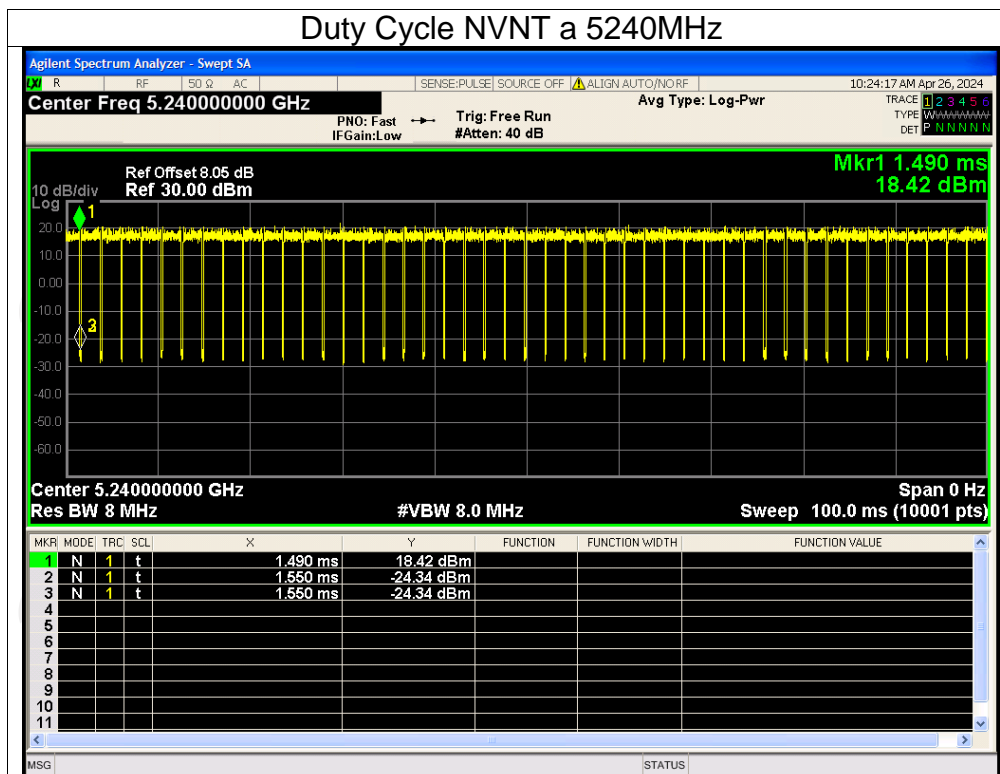 Duty Cycle NVNT a 5240MHz
Agilent Spectrum Analyzer - Swept SA
LXI R RF 50 Ω AC SENSE:PULSE SOURCE OFF ALIGN AUTO/NO RF 10:24:17 AM Apr 26, 2024
Center Freq 5.240000000 GHz Avg Type: Log-Pwr TRACE 1 2 3 4 5 6
PNO: Fast Trig: Free Run TYPE WWWWWW
IFGain:Low #Atten: 40 dB DET P N N N N N
Mkr1 1.490 ms
Ref Offset 8.05 dB
10 dB/div Ref 30.00 dBm 18.42 dBm
Log
1
20.0
10.0
0.00
-10.0
3
-20.0
-30.0
-40.0
-50.0
-60.0
Center 5.240000000 GHz Span 0 Hz
Res BW 8 MHz #VBW 8.0 MHz Sweep 100.0 ms (10001 pts)
MKR MODE TRC SCL X Y FUNCTION FUNCTION WIDTH FUNCTION VALUE
1 N 1 t 1.490 ms 18.42 dBm
2 N 1 t 1.550 ms -24.34 dBm
3 N 1 t 1.550 ms -24.34 dBm
4
5
6
7
8
9
10
11
MSG STATUS